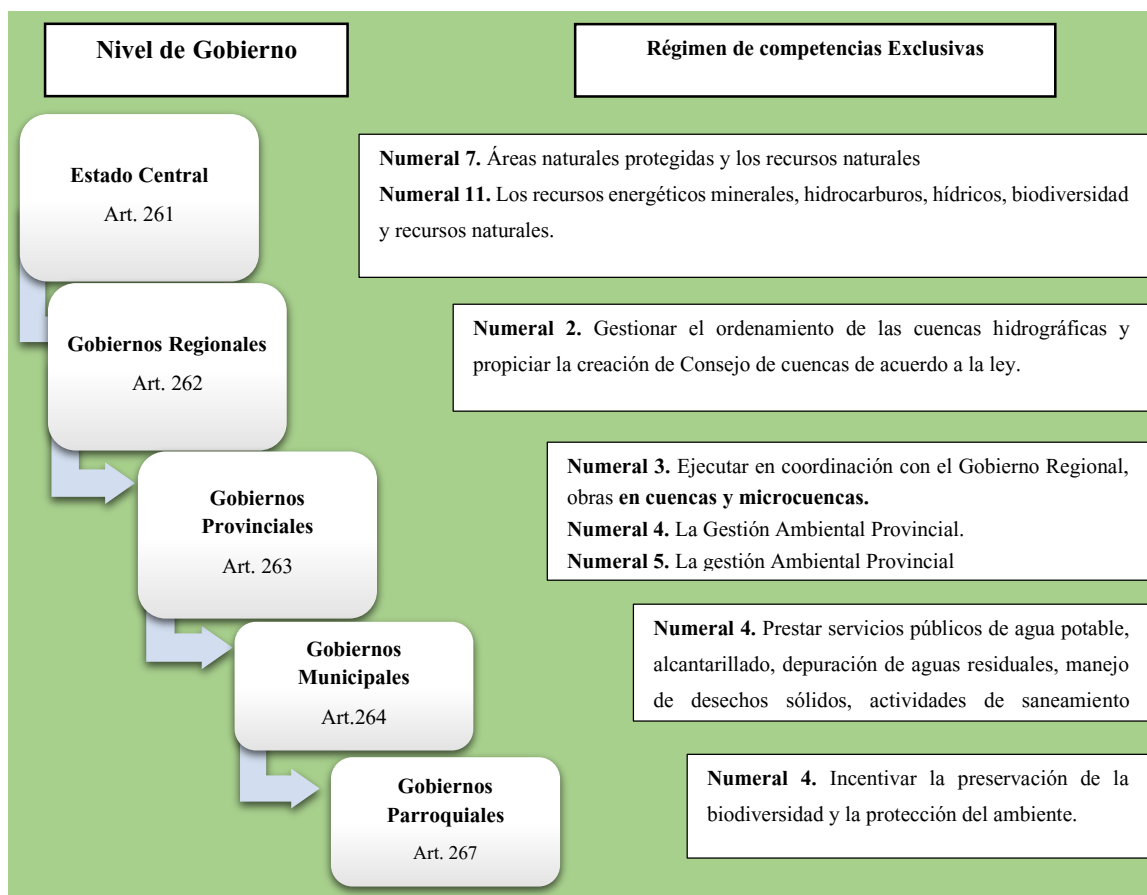 Nivel de Gobierno
Régimen de competencias Exclusivas
Estado Central
Art. 261
Numeral 7. Áreas naturales protegidas y los recursos naturales
Numeral 11. Los recursos energéticos minerales, hidrocarburos, hídricos, biodiversidad
y recursos naturales.
Gobiernos Regionales
Art. 262
Numeral 2. Gestionar el ordenamiento de las cuencas hidrográficas y
propiciar la creación de Consejo de cuencas de acuerdo a la ley.
Gobiernos
Provinciales
Art. 263
Numeral 3. Ejecutar en coordinación con el Gobierno Regional,
obras en cuencas y microcuencas.
Numeral 4. La Gestión Ambiental Provincial.
Numeral 5. La gestión Ambiental Provincial
Gobiernos
Municipales
Art.264
Numeral 4. Prestar servicios públicos de agua potable,
alcantarillado, depuración de aguas residuales, manejo
de desechos sólidos, actividades de saneamiento
Gobiernos
Parroquiales
Art. 267
Numeral 4. Incentivar la preservación de la
biodiversidad y la protección del ambiente.